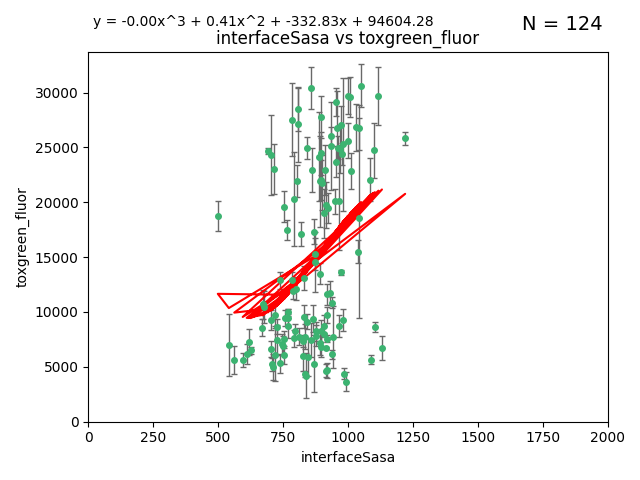 y = -0.00x^3 + 0.41x^2 + -332.83x + 94604.28
N = 124
interfaceSasa vs toxgreen_fluor
30000
25000
20000
15000
10000
5000
0
toxgreen_fluor
0 250 500 750 1000 1250 1500 1750 2000
interfaceSasa